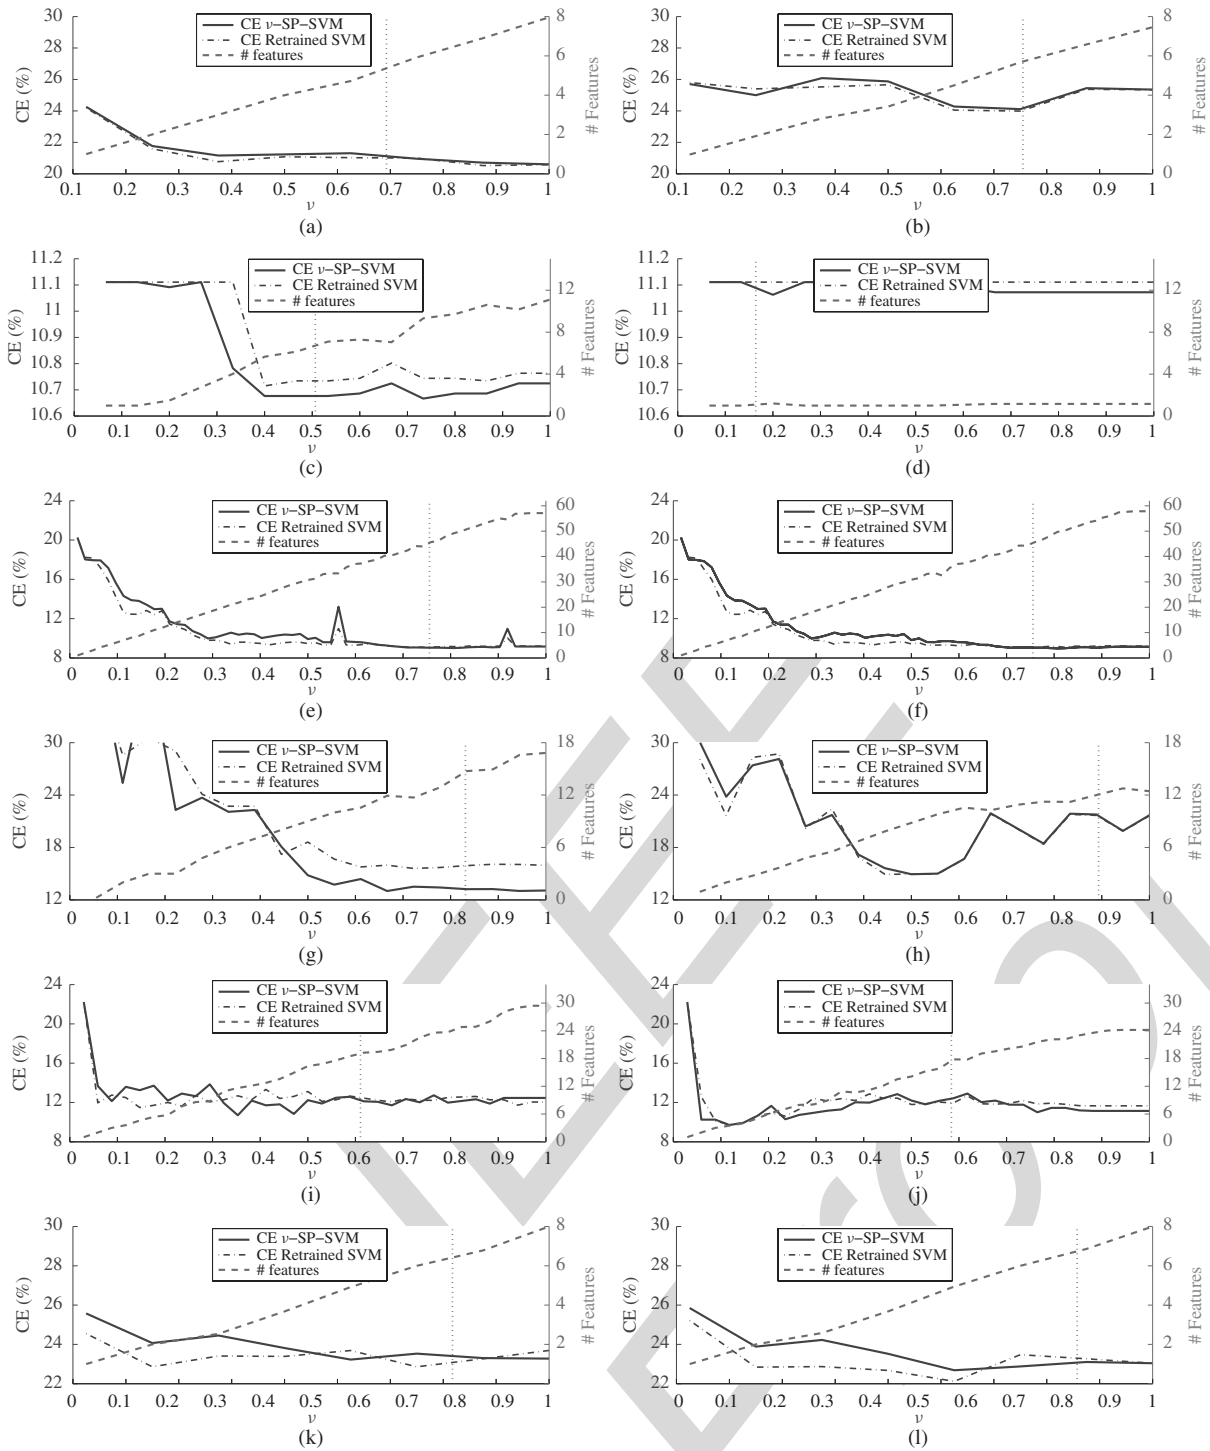 30
28
26
24
22
20
CE (%)
CE ν−SP−SVM
CE Retrained SVM
# features
8
6
4
2
0
# Features
0.1 0.2 0.3 0.4 0.5 0.6 0.7 0.8 0.9 1
ν
(a)
30
28
26
24
22
20
CE (%)
CE ν−SP−SVM
CE Retrained SVM
# features
8
6
4
2
0
# Features
0.1 0.2 0.3 0.4 0.5 0.6 0.7 0.8 0.9 1
ν
(b)
11.2
11.1
11
10.9
10.8
10.7
10.6
CE (%)
CE ν−SP−SVM
CE Retrained SVM
# features
12
8
4
0
# Features
0 0.1 0.2 0.3 0.4 0.5 0.6 0.7 0.8 0.9 1
ν
(c)
11.2
11.1
11
10.9
10.8
10.7
10.6
CE (%)
CE ν−SP−SVM
CE Retrained SVM
# features
12
8
4
0
# Features
0 0.1 0.2 0.3 0.4 0.5 0.6 0.7 0.8 0.9 1
ν
(d)
24
20
16
12
8
CE (%)
CE ν−SP−SVM
CE Retrained SVM
# features
60
50
40
30
20
10
0
# Features
0 0.1 0.2 0.3 0.4 0.5 0.6 0.7 0.8 0.9 1
ν
(e)
24
20
16
12
8
CE (%)
CE ν−SP−SVM
CE Retrained SVM
# features
60
50
40
30
20
10
0
# Features
0 0.1 0.2 0.3 0.4 0.5 0.6 0.7 0.8 0.9 1
ν
(f)
30
24
18
12
CE (%)
CE ν−SP−SVM
CE Retrained SVM
# features
18
12
6
0
# Features
0 0.1 0.2 0.3 0.4 0.5 0.6 0.7 0.8 0.9 1
ν
(g)
30
24
18
12
CE (%)
CE ν−SP−SVM
CE Retrained SVM
# features
18
12
6
0
# Features
0 0.1 0.2 0.3 0.4 0.5 0.6 0.7 0.8 0.9 1
ν
(h)
24
20
16
12
8
CE (%)
CE ν−SP−SVM
CE Retrained SVM
# features
30
24
18
12
6
0
# Features
0 0.1 0.2 0.3 0.4 0.5 0.6 0.7 0.8 0.9 1
ν
(i)
24
20
16
12
8
CE (%)
CE ν−SP−SVM
CE Retrained SVM
# features
30
24
18
12
6
0
# Features
0 0.1 0.2 0.3 0.4 0.5 0.6 0.7 0.8 0.9 1
ν
(j)
30
28
26
24
22
CE (%)
CE ν−SP−SVM
CE Retrained SVM
# features
8
6
4
2
# Features
0 0.1 0.2 0.3 0.4 0.5 0.6 0.7 0.8 0.9 1
ν
(k)
30
28
26
24
22
CE (%)
CE ν−SP−SVM
CE Retrained SVM
# features
8
6
4
2
# Features
0 0.1 0.2 0.3 0.4 0.5 0.6 0.7 0.8 0.9 1
ν
(l)